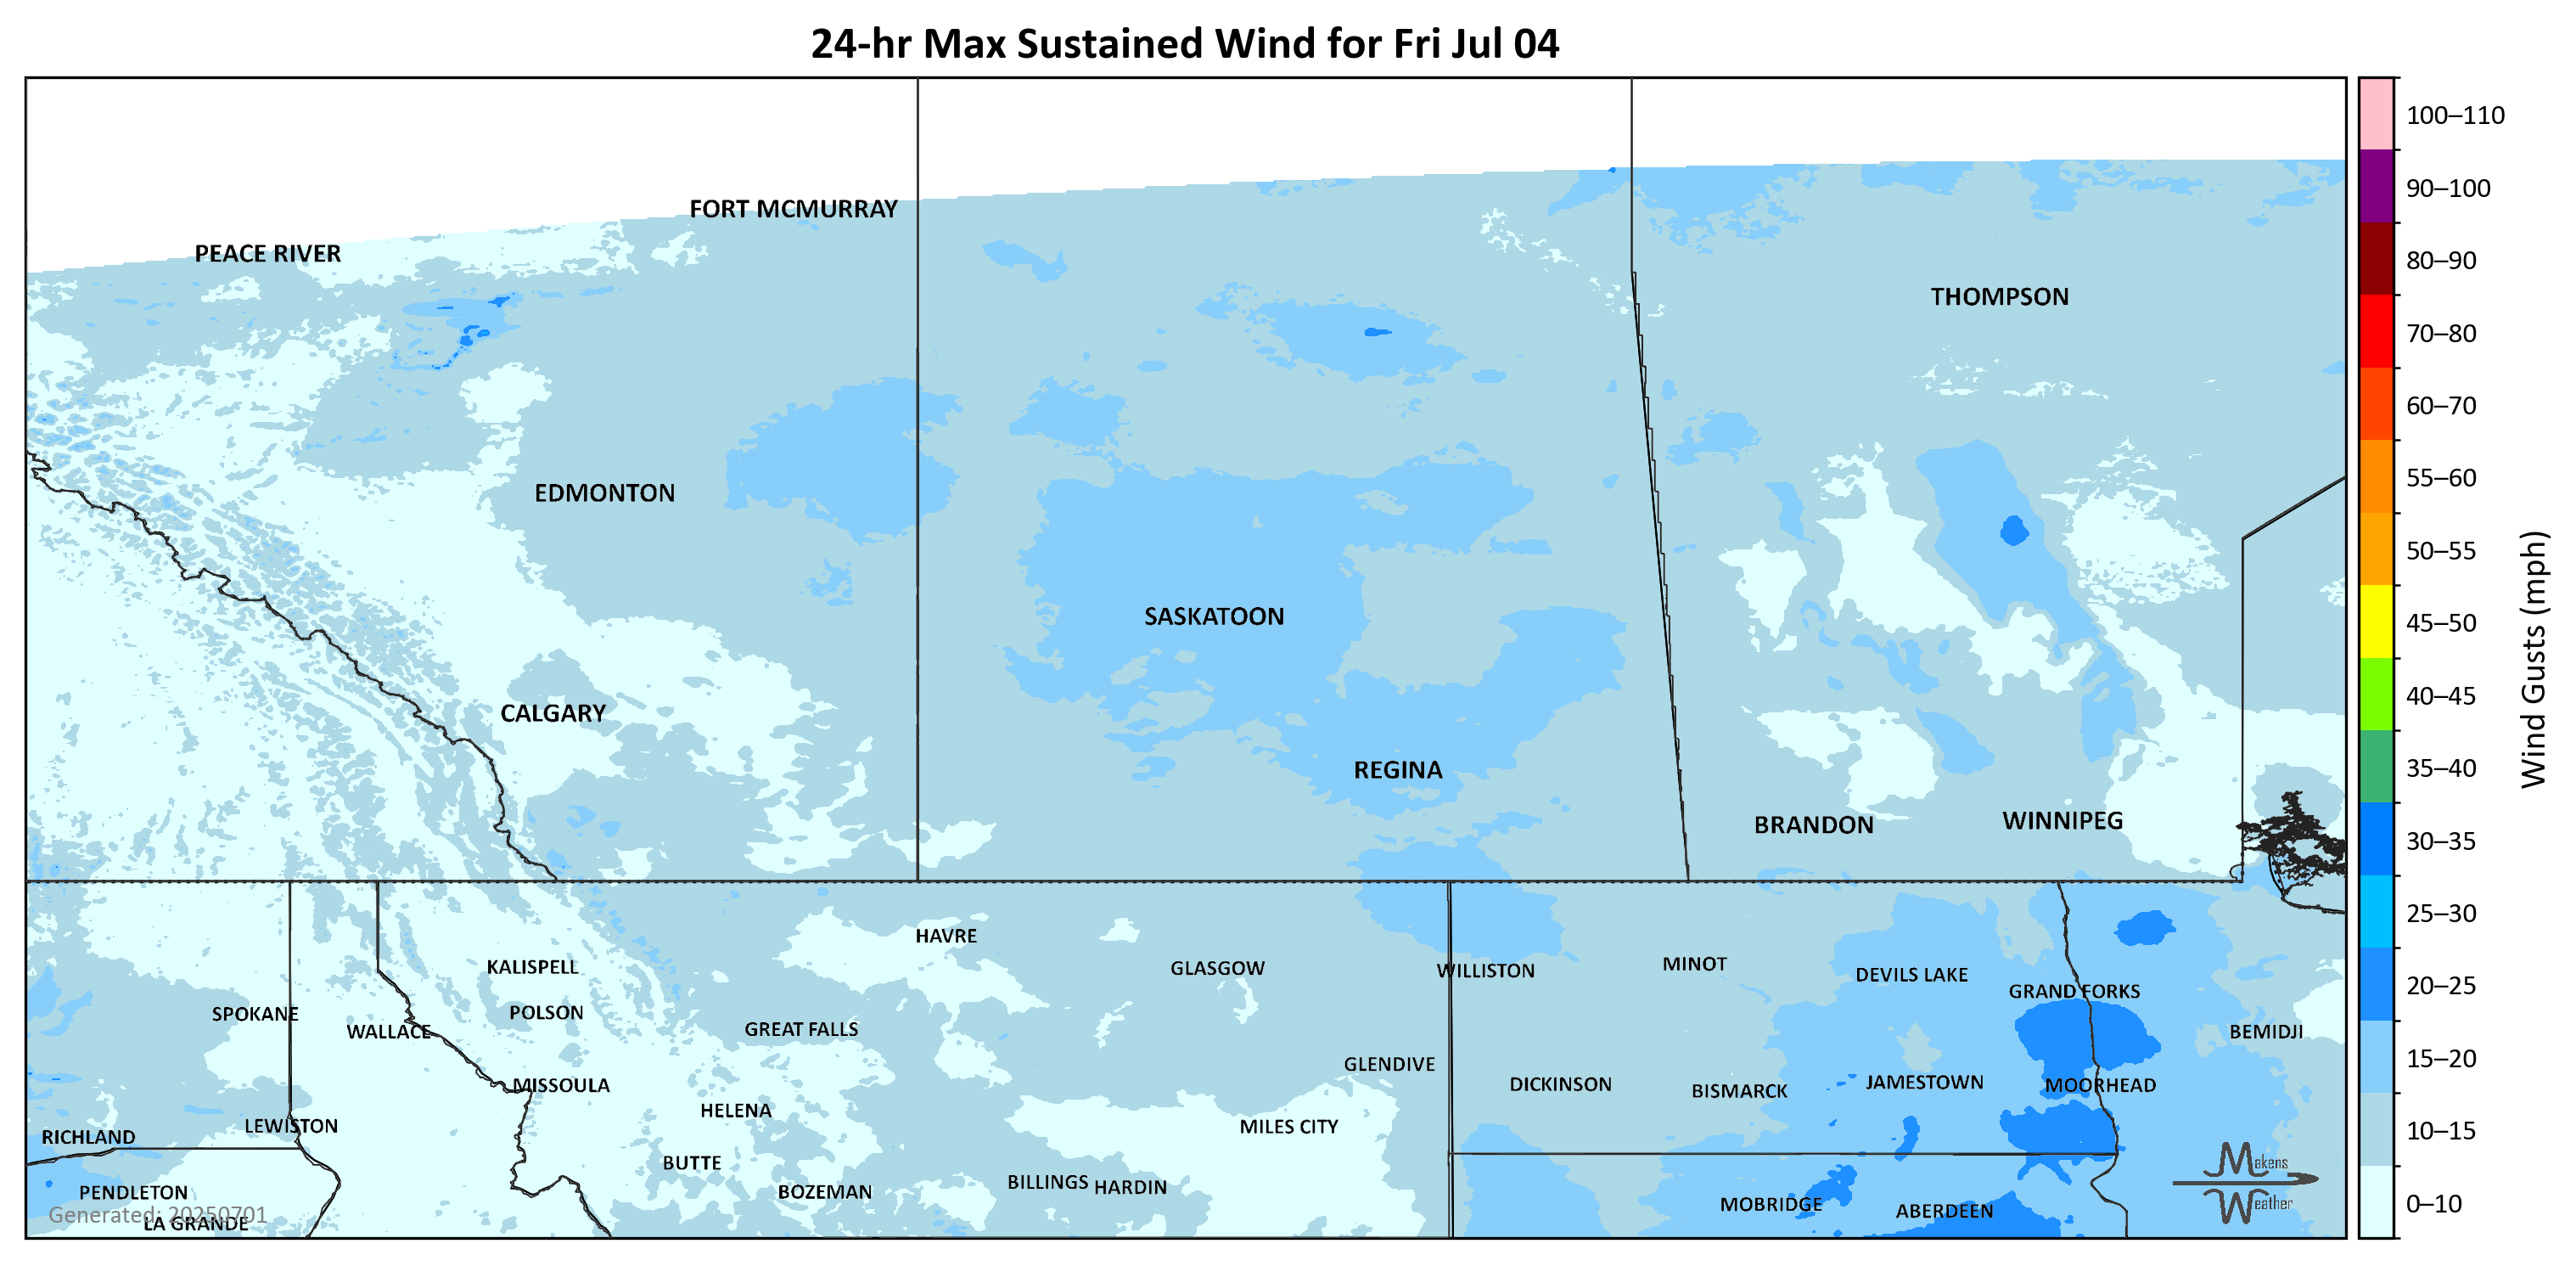 24-hr Max Sustained Wind for Fri Jul 04
100–110
90–100
80–90
70–80
60–70
55–60
50–55
45–50
40–45
35–40
30–35
25–30
20–25
15–20
10–15
0–10
Wind Gusts (mph)
FORT MCMURRAY
PEACE RIVER
THOMPSON
EDMONTON
SASKATOON
CALGARY
REGINA
BRANDON
WINNIPEG
HAVRE
KALISPELL
GLASGOW
WILLISTON
MINOT
DEVILS LAKE
GRAND FORKS
SPOKANE
POLSON
WALLACE
GREAT FALLS
BEMIDJI
GLENDIVE
MISSOULA
DICKINSON
BISMARCK
JAMESTOWN
MOORHEAD
HELENA
LEWISTON
MILES CITY
RICHLAND
BUTTE
BILLINGS
HARDIN
PENDLETON
BOZEMAN
MOBRIDGE
ABERDEEN
LA GRANDE
Generated: 20250701
Makens
Weather